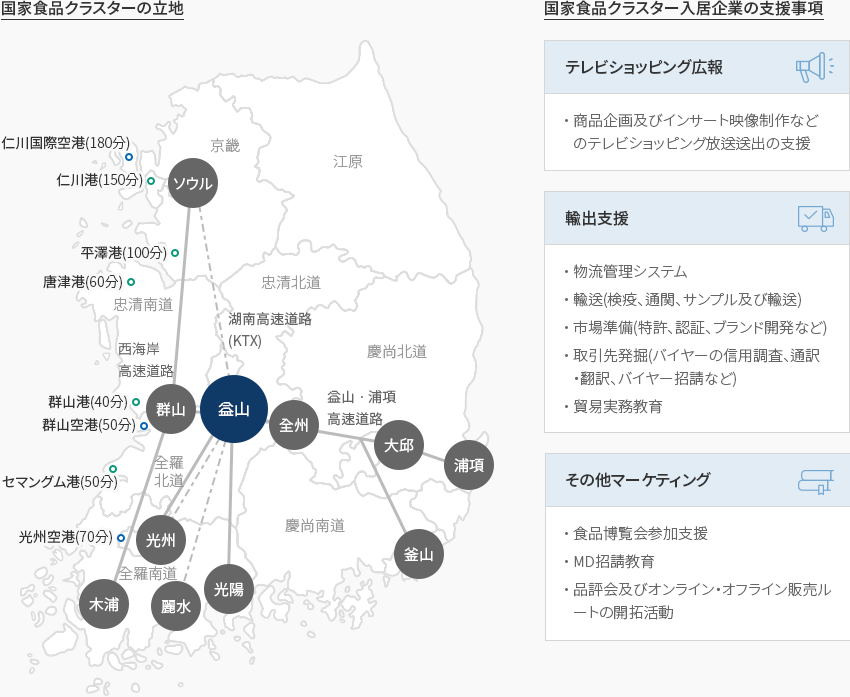 国家食品クラスターの立地
京畿
江原
仁川国際空港(180分)
仁川港(150分)
ソウル
平澤港(100分)
唐津港(60分)
忠清南道
忠清北道
湖南高速道路
(KTX)
西海岸
高速道路
慶尚北道
群山港(40分)
群山空港(50分)
群山
益山
全州
益山・浦項
高速道路
大邱
浦項
セマングム港(50分)
全羅
北道
光州空港(70分)
光州
慶尚南道
釜山
全羅南道
木浦
麗水
光陽
国家食品クラスター入居企業の支援事項
テレビショッピング広報
・商品企画及びインサート映像制作など
のテレビショッピング放送送出の支援
輸出支援
・物流管理システム
・輸送(検疫、通関、サンプル及び輸送)
・市場準備(特許、認証、ブランド開発など)
・取引先発掘(バイヤーの信用調査、通訳
・翻訳、バイヤー招請など)
・貿易実務教育
その他マーケティング
・食品博覧会参加支援
・MD招請教育
・品評会及びオンライン・オフライン販売ル
ートの開拓活動